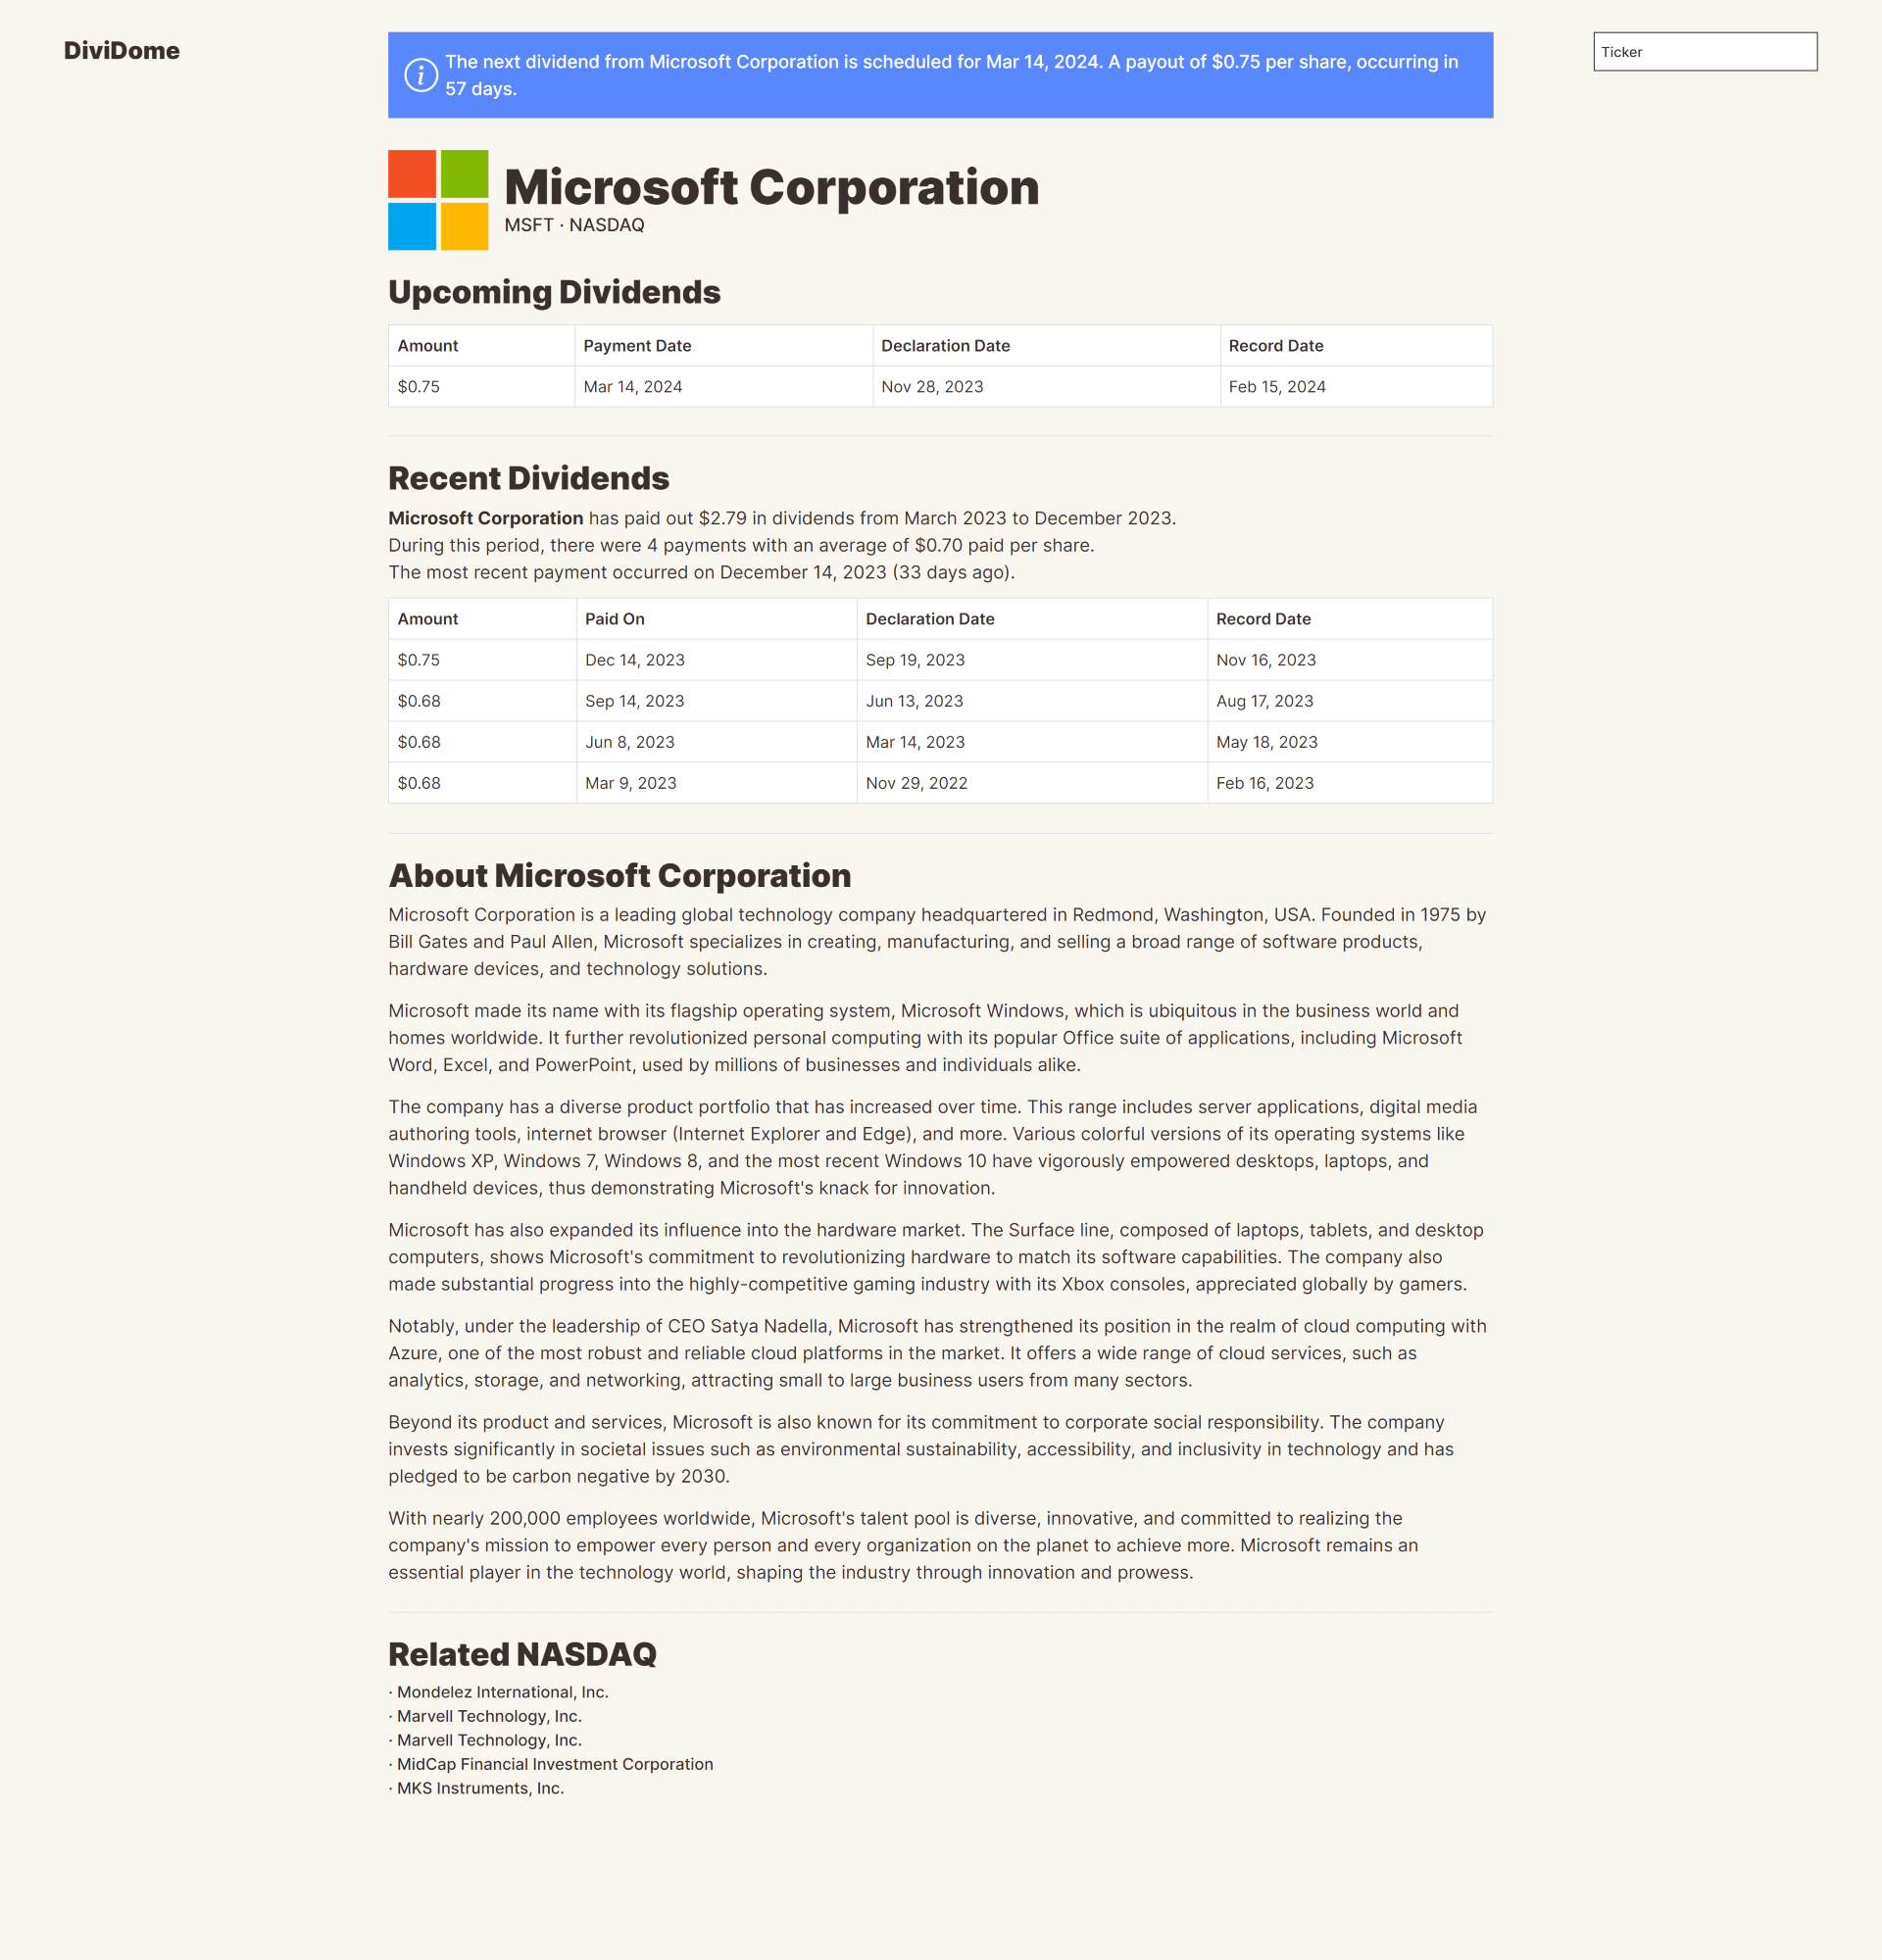 DiviDome
The next dividend from Microsoft Corporation is scheduled for Mar 14, 2024. A payout of $0.75 per share, occurring in
57 days.
Ticker
Microsoft Corporation
MSFT · NASDAQ
Upcoming Dividends
Amount Payment Date Declaration Date Record Date
$0.75 Mar 14, 2024 Nov 28, 2023 Feb 15, 2024
Recent Dividends
Microsoft Corporation has paid out $2.79 in dividends from March 2023 to December 2023.
During this period, there were 4 payments with an average of $0.70 paid per share.
The most recent payment occurred on December 14, 2023 (33 days ago).
Amount Paid On Declaration Date Record Date
$0.75 Dec 14, 2023 Sep 19, 2023 Nov 16, 2023
$0.68 Sep 14, 2023 Jun 13, 2023 Aug 17, 2023
$0.68 Jun 8, 2023 Mar 14, 2023 May 18, 2023
$0.68 Mar 9, 2023 Nov 29, 2022 Feb 16, 2023
About Microsoft Corporation
Microsoft Corporation is a leading global technology company headquartered in Redmond, Washington, USA. Founded in 1975 by
Bill Gates and Paul Allen, Microsoft specializes in creating, manufacturing, and selling a broad range of software products,
hardware devices, and technology solutions.
Microsoft made its name with its flagship operating system, Microsoft Windows, which is ubiquitous in the business world and
homes worldwide. It further revolutionized personal computing with its popular Office suite of applications, including Microsoft
Word, Excel, and PowerPoint, used by millions of businesses and individuals alike.
The company has a diverse product portfolio that has increased over time. This range includes server applications, digital media
authoring tools, internet browser (Internet Explorer and Edge), and more. Various colorful versions of its operating systems like
Windows XP, Windows 7, Windows 8, and the most recent Windows 10 have vigorously empowered desktops, laptops, and
handheld devices, thus demonstrating Microsoft's knack for innovation.
Microsoft has also expanded its influence into the hardware market. The Surface line, composed of laptops, tablets, and desktop
computers, shows Microsoft's commitment to revolutionizing hardware to match its software capabilities. The company also
made substantial progress into the highly-competitive gaming industry with its Xbox consoles, appreciated globally by gamers.
Notably, under the leadership of CEO Satya Nadella, Microsoft has strengthened its position in the realm of cloud computing with
Azure, one of the most robust and reliable cloud platforms in the market. It offers a wide range of cloud services, such as
analytics, storage, and networking, attracting small to large business users from many sectors.
Beyond its product and services, Microsoft is also known for its commitment to corporate social responsibility. The company
invests significantly in societal issues such as environmental sustainability, accessibility, and inclusivity in technology and has
pledged to be carbon negative by 2030.
With nearly 200,000 employees worldwide, Microsoft's talent pool is diverse, innovative, and committed to realizing the
company's mission to empower every person and every organization on the planet to achieve more. Microsoft remains an
essential player in the technology world, shaping the industry through innovation and prowess.
Related NASDAQ
· Mondelez International, Inc.
· Marvell Technology, Inc.
· Marvell Technology, Inc.
· MidCap Financial Investment Corporation
· MKS Instruments, Inc.